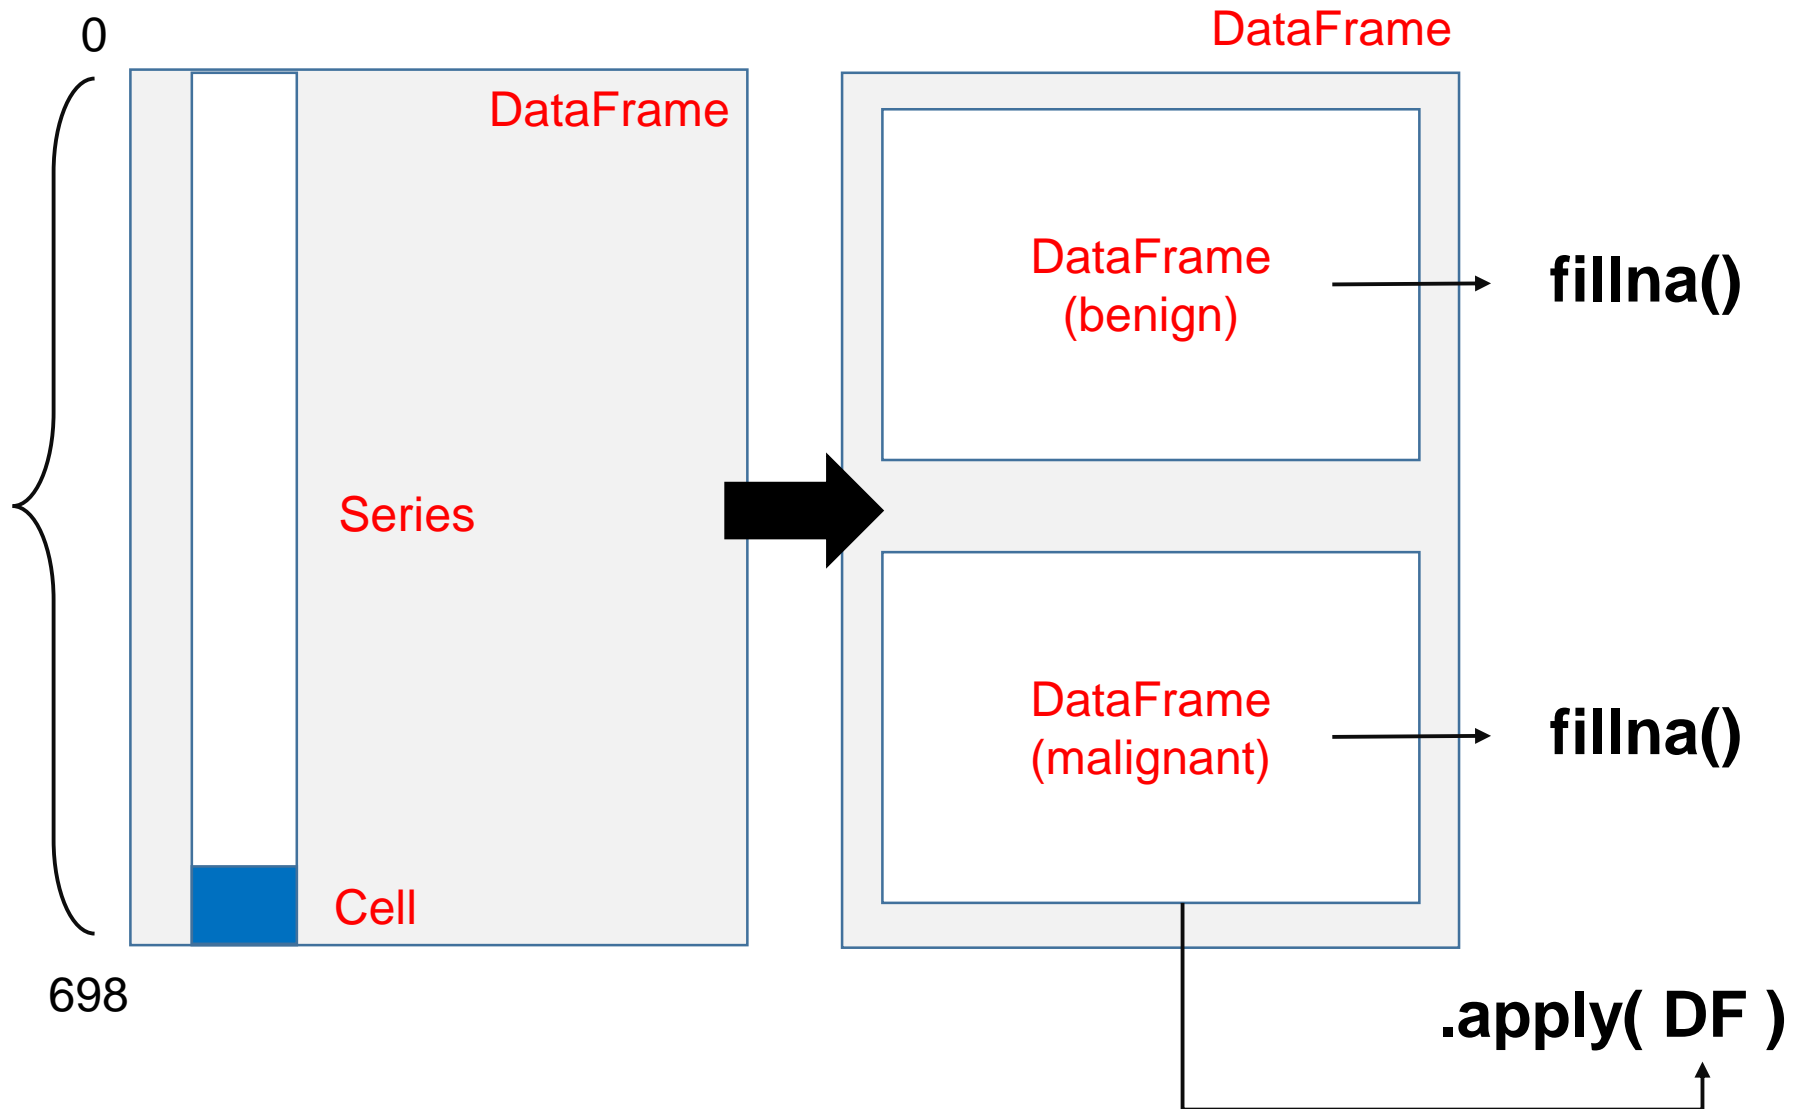 0
DataFrame
Series
Cell
698
DataFrame
DataFrame
(benign)
fillna()
DataFrame
(malignant)
fillna()
.apply( DF )